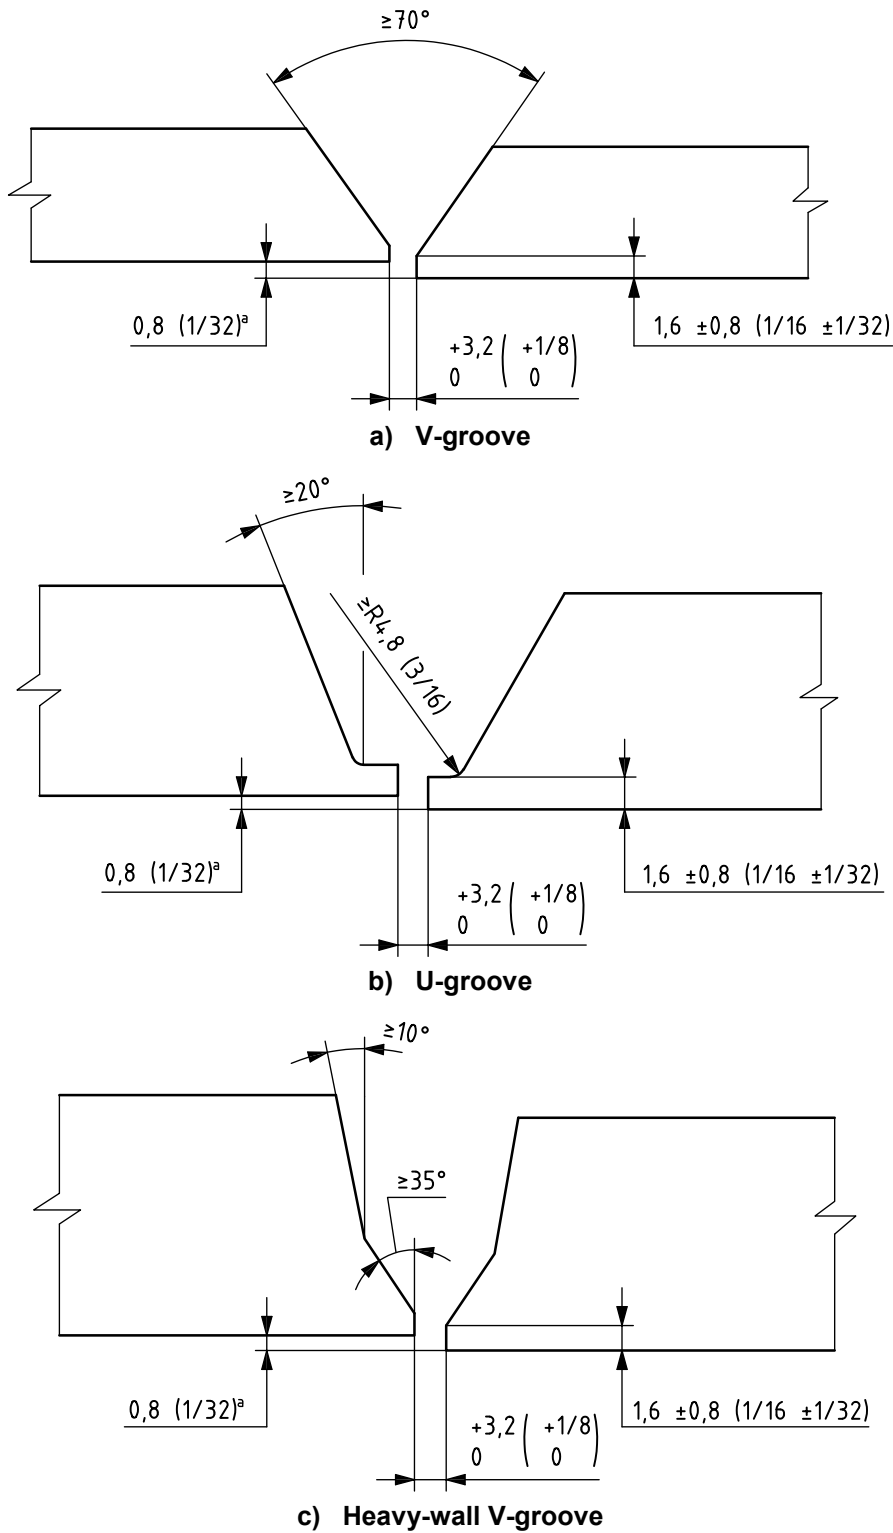 ≥70°
0,8 (1/32)ª
1,6 ±0,8 (1/16 ±1/32)
+3,2 ( +1/8 )
0 0
a) V-groove
≥20°
≥R4,8 (3/16)
0,8 (1/32)ª
1,6 ±0,8 (1/16 ±1/32)
+3,2 ( +1/8 )
0 0
b) U-groove
≥10°
≥35°
0,8 (1/32)ª
1,6 ±0,8 (1/16 ±1/32)
+3,2 ( +1/8 )
0 0
c) Heavy-wall V-groove